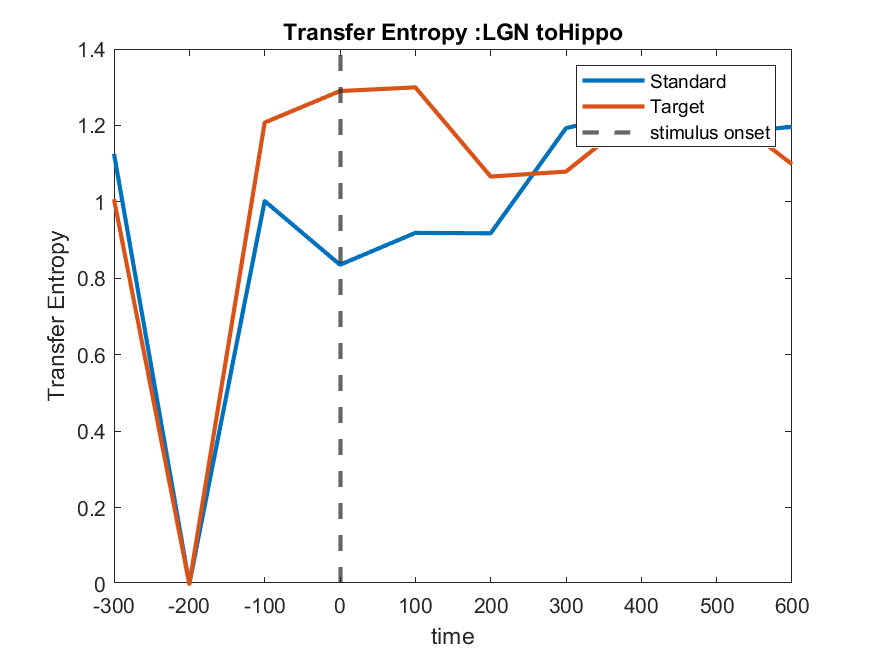 Transfer Entropy :LGN toHippo
Standard
Target
stimulus onset
Transfer Entropy
1.4
1.2
1
0.8
0.6
0.4
0.2
0
-300 -200 -100 0 100 200 300 400 500 600
time